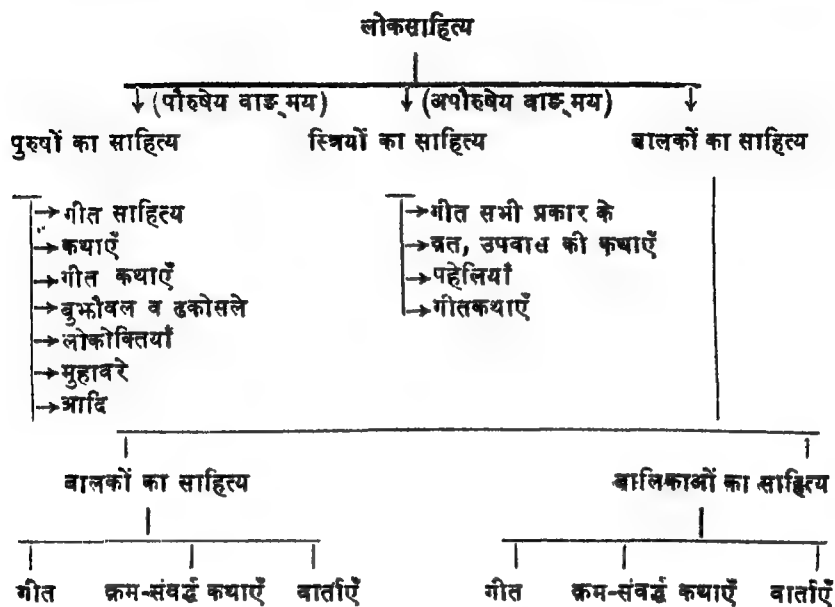 लोकसाहित्य
(पौरुषेय वाङ्मय) (अपौरुषेय वाङ्मय)
पुरुषों का साहित्य स्त्रियों का साहित्य बालकों का साहित्य
गीत साहित्य
कथाएँ
गीत कथाएँ
बुझौवल व ढकोसले
लोकोक्तियाँ
मुहावरे
आदि
गीत सभी प्रकार के
व्रत, उपवास की कथाएँ
पहेलियाँ
गीतकथाएँ
बालकों का साहित्य बालिकाओं का साहित्य
गीत क्रम-संवर्द्ध कथाएँ वार्ताएँ गीत क्रम-संवर्द्ध कथाएँ वार्ताएँ